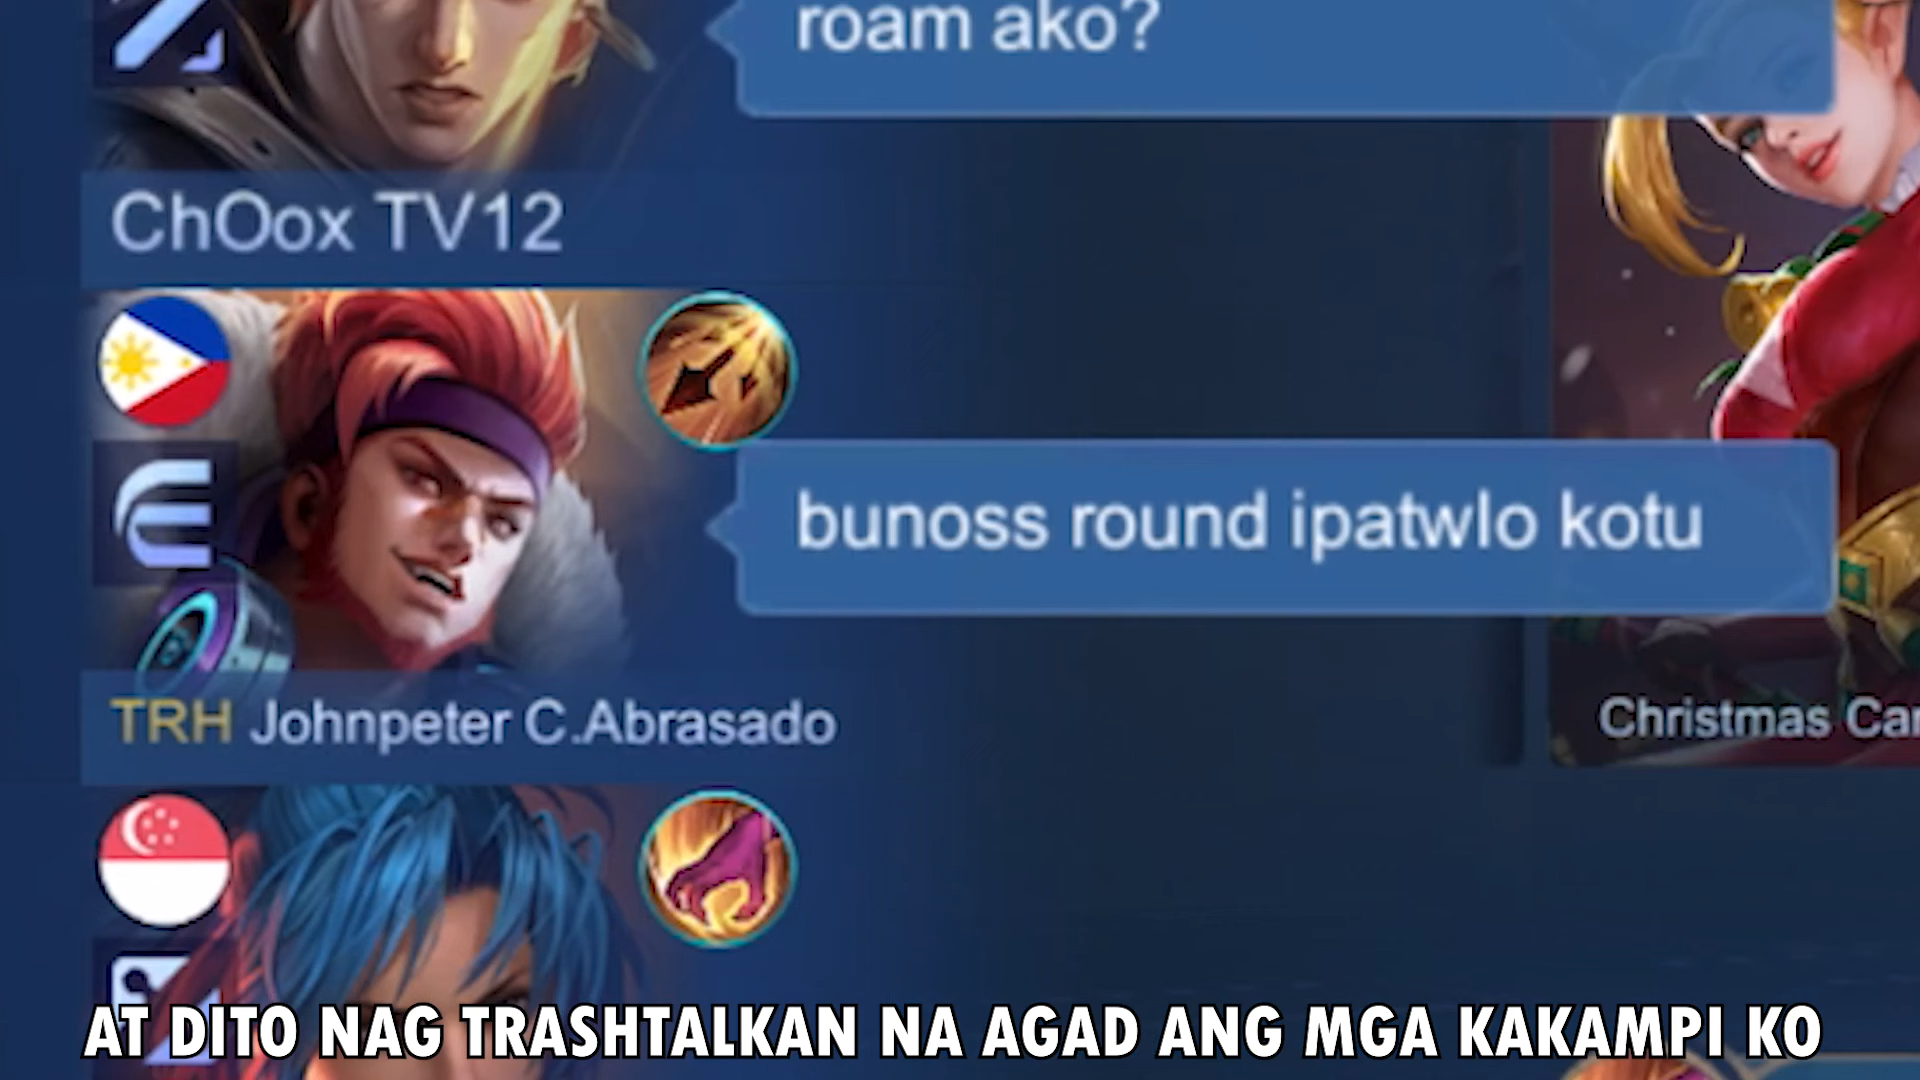 roam ako?
ChOox TV12
bunoss round ipatwlo kotu
TRH Johnpeter C.Abrasado
Christmas Car
AT DITO NAG TRASHTALKAN NA AGAD ANG MGA KAKAMPI KO